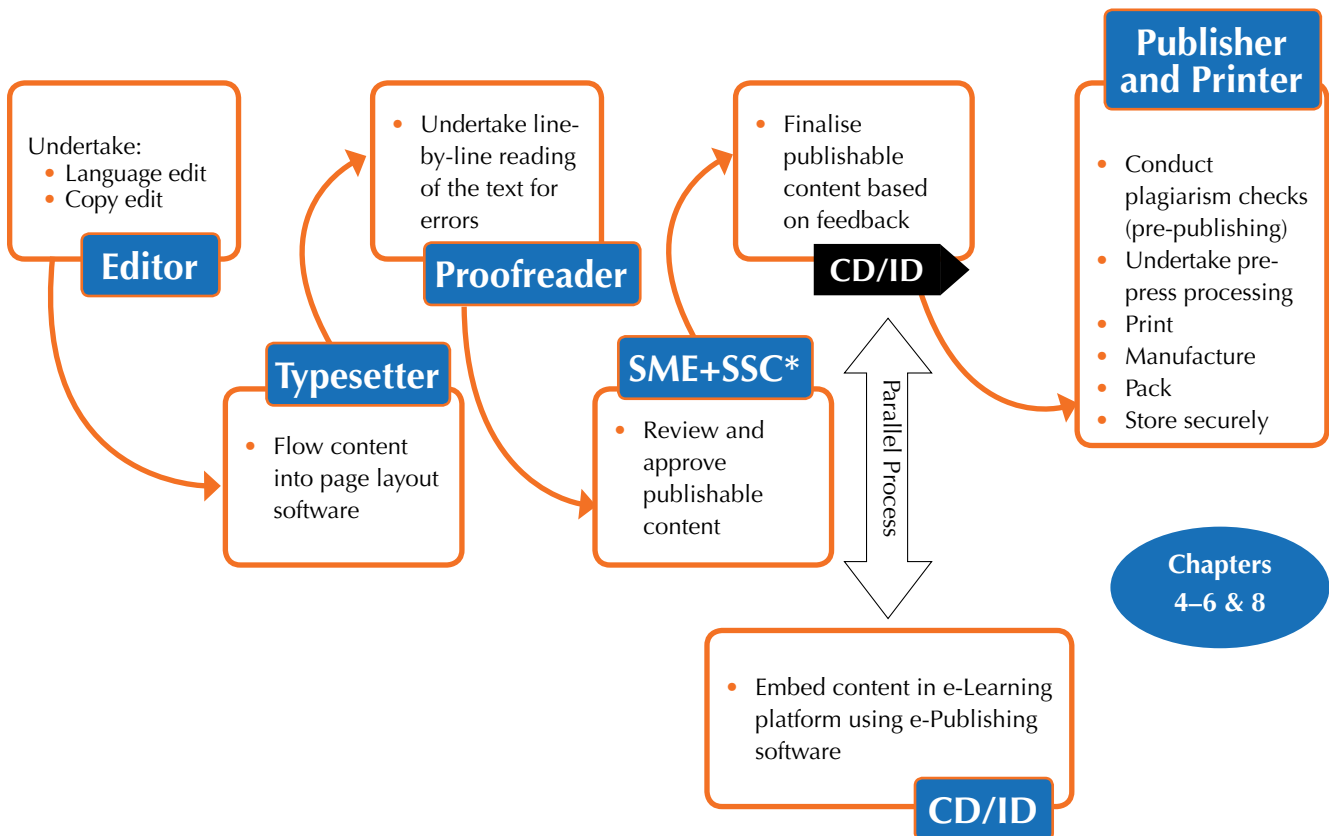 Undertake:
• Language edit
• Copy edit
Editor
Typesetter
• Flow content
into page layout
software
• Undertake line-
by-line reading
of the text for
errors
Proofreader
SME+SSC*
• Review and
approve
publishable
content
• Finalise
publishable
content based
on feedback
CD/ID
Parallel Process
• Embed content in e-Learning
platform using e-Publishing
software
CD/ID
Publisher
and Printer
• Conduct
plagiarism checks
(pre-publishing)
• Undertake pre-
press processing
• Print
• Manufacture
• Pack
• Store securely
Chapters
4–6 & 8